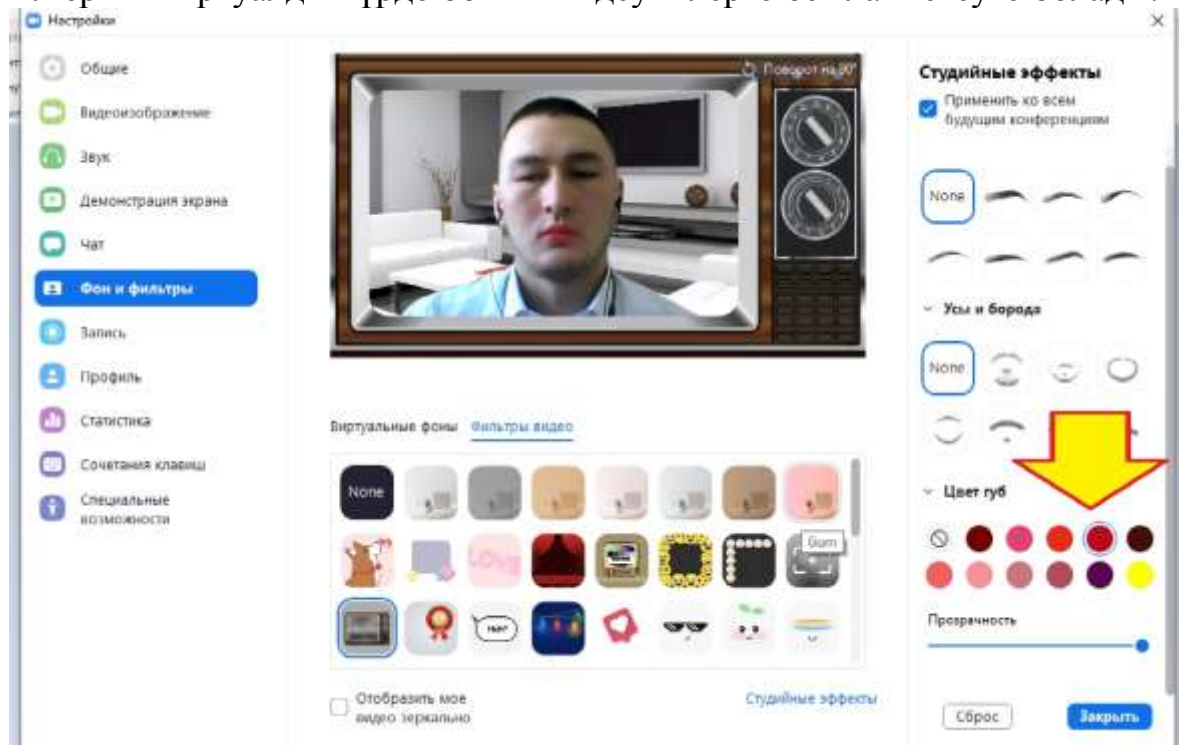 Настройки
Общие
Видеоизображение
Звук
Демонстрация экрана
Чат
Фон и фильтры
Запись
Профиль
Статистика
Сочетания клавиш
Специальные
возможности
Поворот на 90°
Виртуальные фоны Фильтры видео
None
LOVE
Gum
Отобразить мое
видео зеркально
Студийные эффекты
Студийные эффекты
Применить ко всем
будущим конференциям
None
Усы и борода
None
Цвет губ
Прозрачность
Сброс
Закрыть